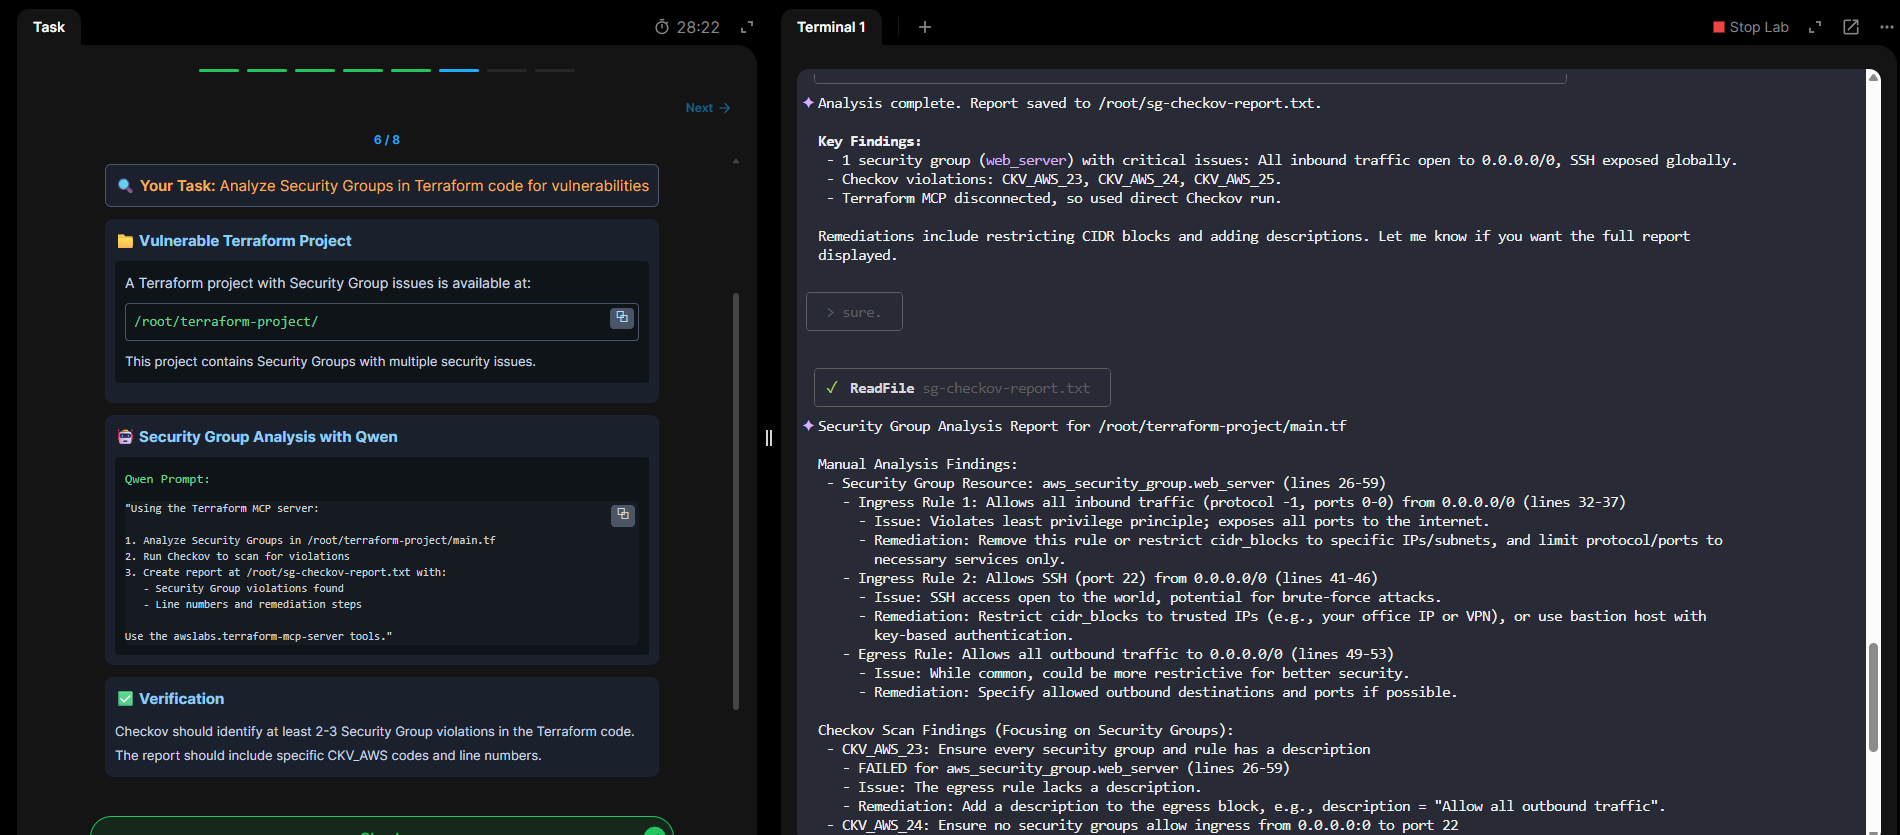 Task
28:22
Next →
6 / 8
Your Task: Analyze Security Groups in Terraform code for vulnerabilities
Vulnerable Terraform Project
A Terraform project with Security Group issues is available at:
/root/terraform-project/
This project contains Security Groups with multiple security issues.
Security Group Analysis with Qwen
Qwen Prompt:
"Using the Terraform MCP server:
1. Analyze Security Groups in /root/terraform-project/main.tf
2. Run Checkov to scan for violations
3. Create report at /root/sg-checkov-report.txt with:
- Security Group violations found
- Line numbers and remediation steps
Use the awslabs.terraform-mcp-server tools."
Verification
Checkov should identify at least 2-3 Security Group violations in the Terraform code.
The report should include specific CKV_AWS codes and line numbers.
Terminal 1
+
Stop Lab
Analysis complete. Report saved to /root/sg-checkov-report.txt.
Key Findings:
- 1 security group (web_server) with critical issues: All inbound traffic open to 0.0.0.0/0, SSH exposed globally.
- Checkov violations: CKV_AWS_23, CKV_AWS_24, CKV_AWS_25.
- Terraform MCP disconnected, so used direct Checkov run.
Remediations include restricting CIDR blocks and adding descriptions. Let me know if you want the full report
displayed.
> sure.
✓ ReadFile sg-checkov-report.txt
Security Group Analysis Report for /root/terraform-project/main.tf
Manual Analysis Findings:
- Security Group Resource: aws_security_group.web_server (lines 26-59)
- Ingress Rule 1: Allows all inbound traffic (protocol -1, ports 0-0) from 0.0.0.0/0 (lines 32-37)
- Issue: Violates least privilege principle; exposes all ports to the internet.
- Remediation: Remove this rule or restrict cidr_blocks to specific IPs/subnets, and limit protocol/ports to
necessary services only.
- Ingress Rule 2: Allows SSH (port 22) from 0.0.0.0/0 (lines 41-46)
- Issue: SSH access open to the world, potential for brute-force attacks.
- Remediation: Restrict cidr_blocks to trusted IPs (e.g., your office IP or VPN), or use bastion host with
key-based authentication.
- Egress Rule: Allows all outbound traffic to 0.0.0.0/0 (lines 49-53)
- Issue: While common, could be more restrictive for better security.
- Remediation: Specify allowed outbound destinations and ports if possible.
Checkov Scan Findings (Focusing on Security Groups):
- CKV_AWS_23: Ensure every security group and rule has a description
- FAILED for aws_security_group.web_server (lines 26-59)
- Issue: The egress rule lacks a description.
- Remediation: Add a description to the egress block, e.g., description = "Allow all outbound traffic".
- CKV_AWS_24: Ensure no security groups allow ingress from 0.0.0.0:0 to port 22